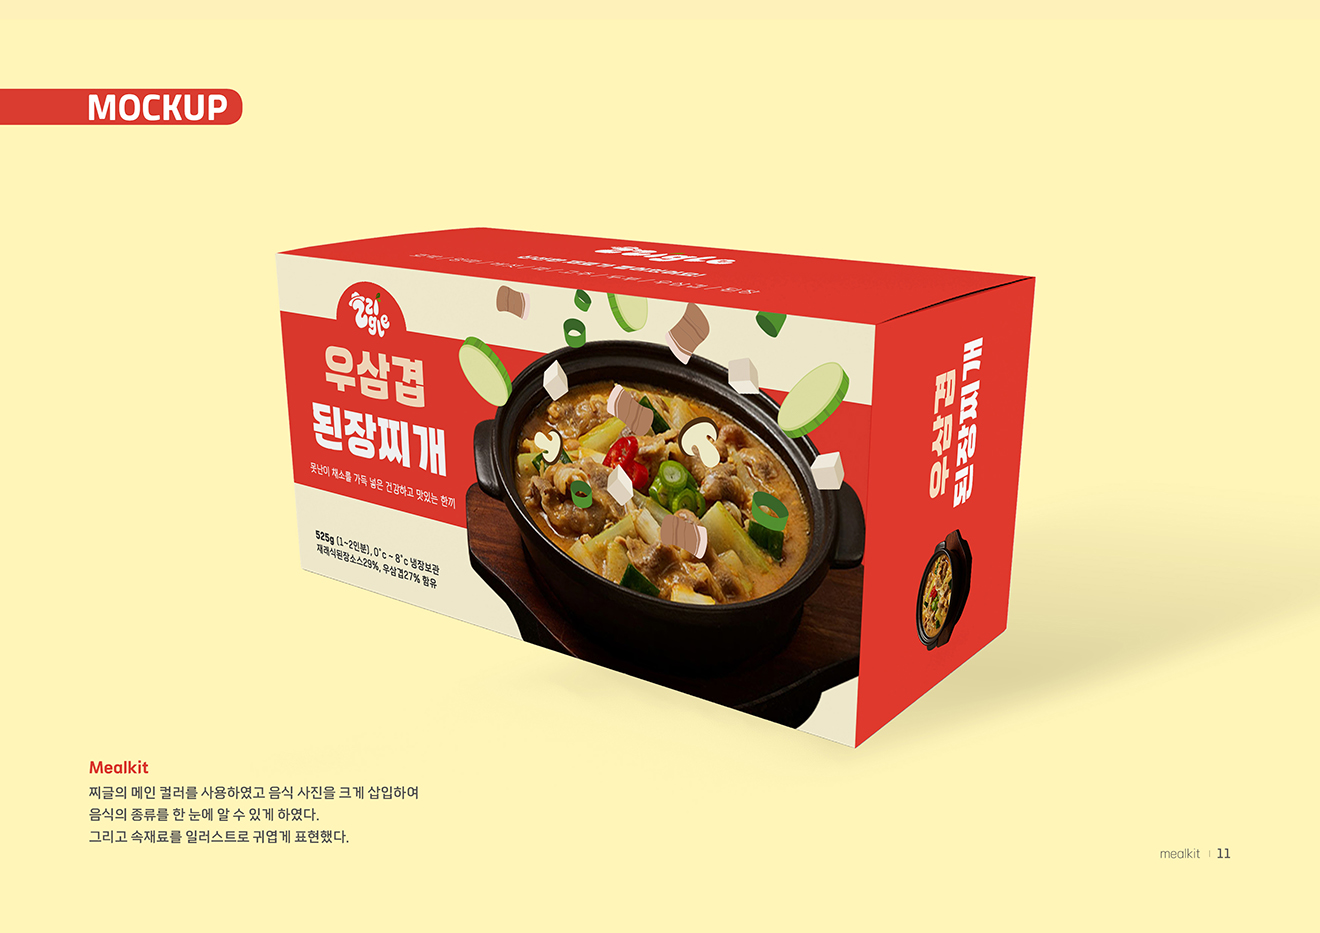 MOCKUP
찌글
gle
우삼겹
된장찌개
못난이 채소를 가득 넣은 건강하고 맛있는 한끼
525g (1~2인분), 0°c ~ 8°c 냉장보관
재래식된장소스29%, 우삼겹27% 함유
우삼겹
된장찌개
Mealkit
찌글의 메인 컬러를 사용하였고 음식 사진을 크게 삽입하여
음식의 종류를 한 눈에 알 수 있게 하였다.
그리고 속재료를 일러스트로 귀엽게 표현했다.
mealkit | 11